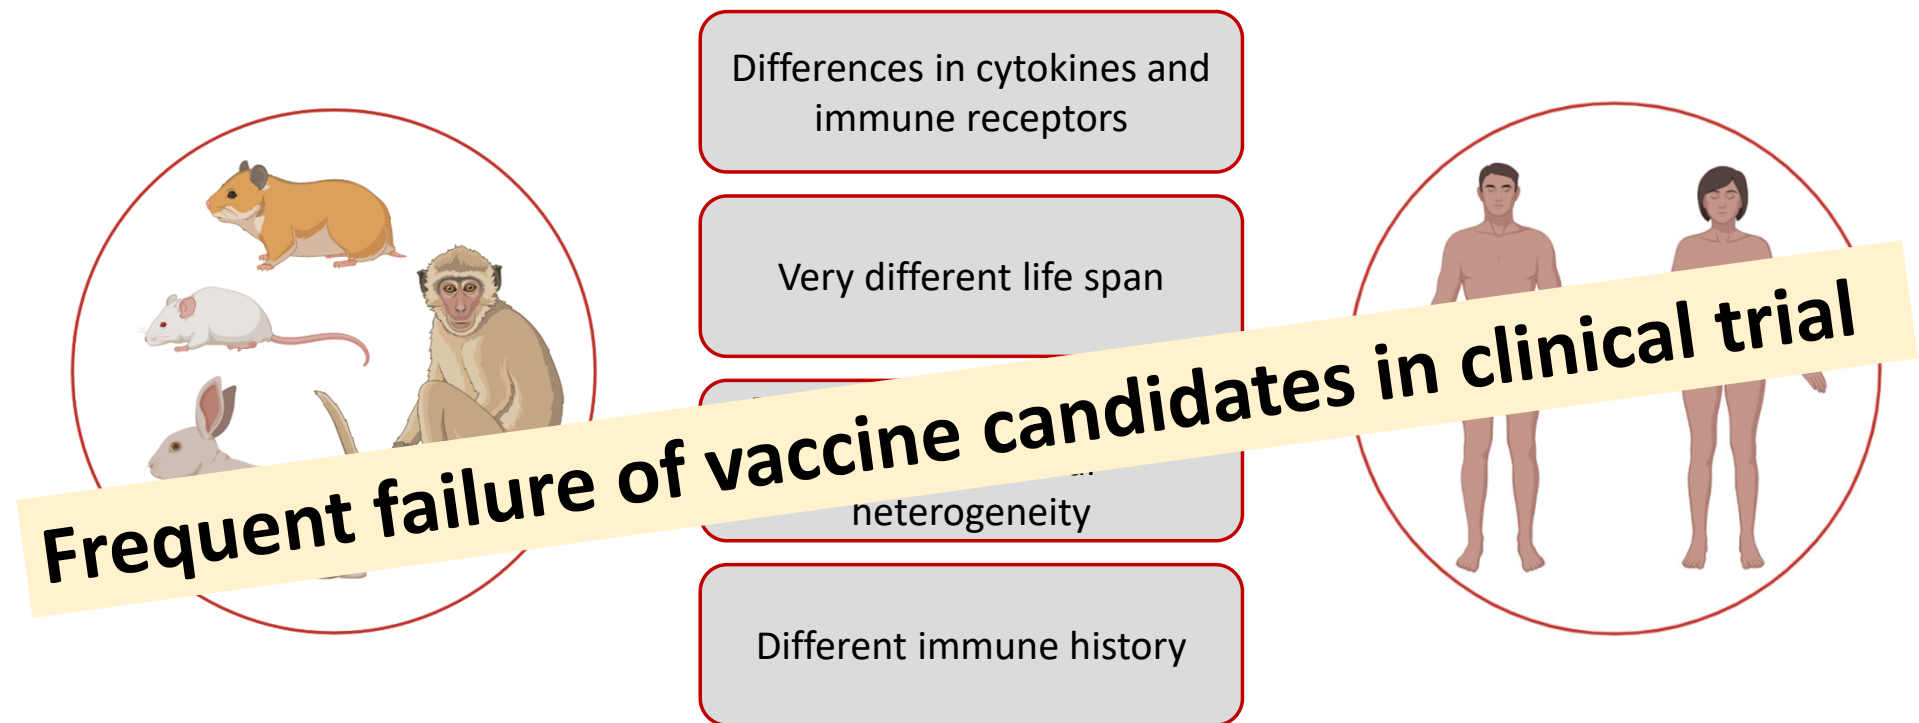 Differences in cytokines and
immune receptors
Very different life span
Frequent failure of vaccine candidates in clinical trial
heterogeneity
Different immune history